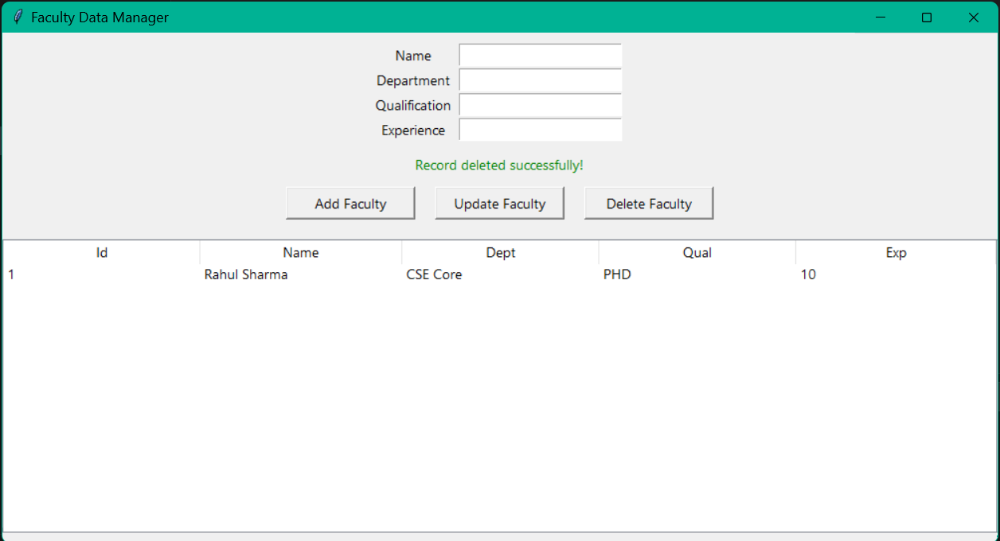 Faculty Data Manager
Name
Department
Qualification
Experience
Record deleted successfully!
Add Faculty Update Faculty Delete Faculty
Id Name Dept Qual Exp
1 Rahul Sharma CSE Core PHD 10